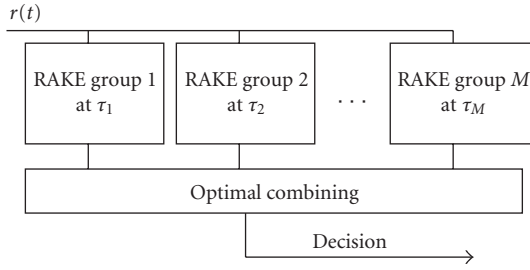 r(t)
RAKE group 1
at τ1
RAKE group 2
at τ2
. . .
RAKE group M
at τM
Optimal combining
Decision